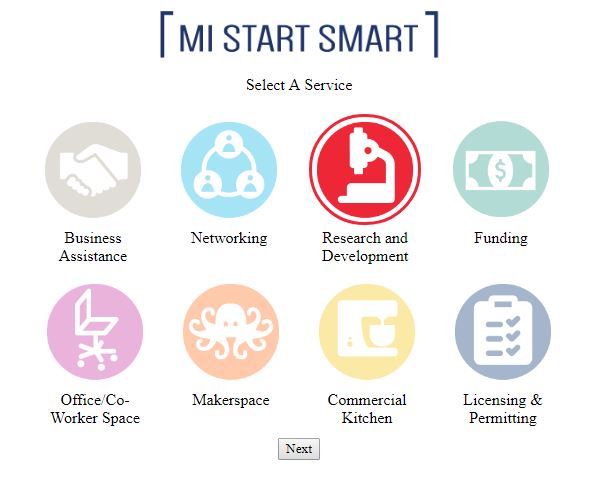 MI START SMART
Select A Service
Business Assistance
Networking
Research and Development
$
Funding
Office/Co-Worker Space
Makerspace
Commercial Kitchen
Licensing & Permitting
Next